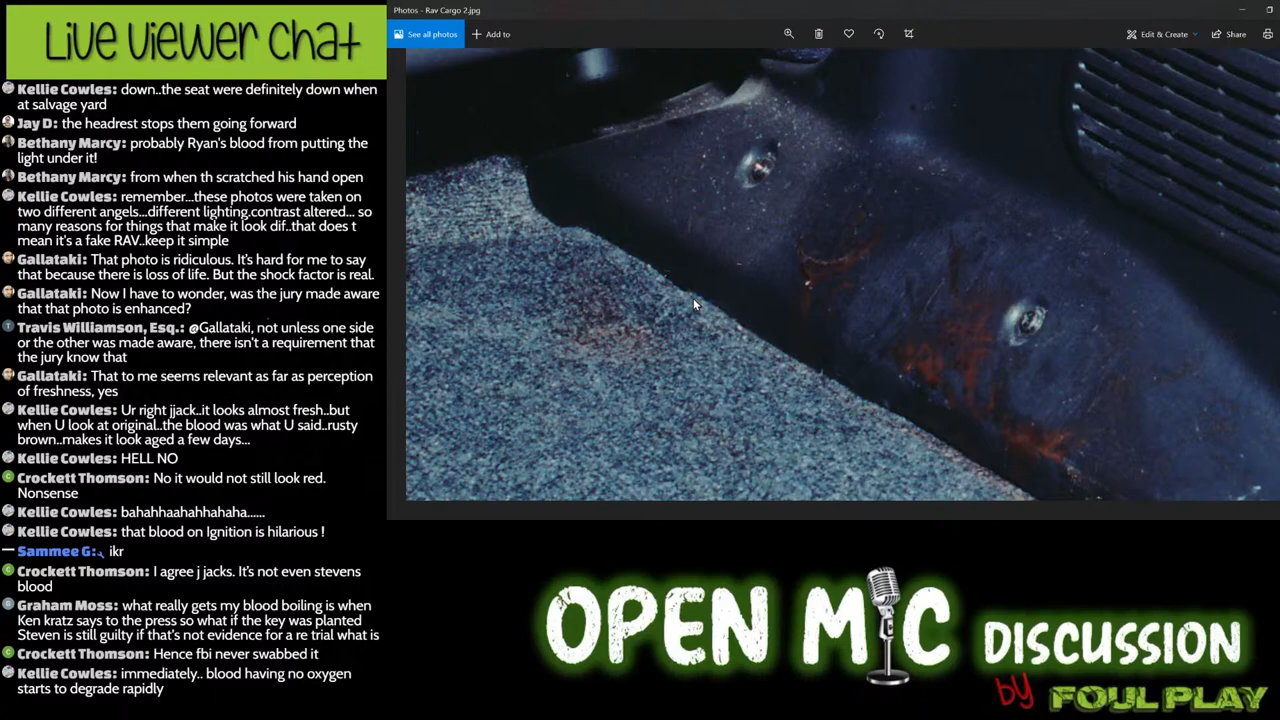 Live Viewer Chat
Kellie Cowles: down..the seat were definitely down when
at salvage yard
Jay D: the headrest stops them going forward
Bethany Marcy: probably Ryan's blood from putting the
light under it!
Bethany Marcy: from when th scratched his hand open
Kellie Cowles: remember...these photos were taken on
two different angels...different lighting.contrast altered... so
many reasons for things that make it look dif..that does t
mean it's a fake RAV..keep it simple
Gallataki: That photo is ridiculous. It's hard for me to say
that because there is loss of life. But the shock factor is real.
Gallataki: Now I have to wonder, was the jury made aware
that that photo is enhanced?
T Travis Williamson, Esq.: @Gallataki, not unless one side
or the other was made aware, there isn't a requirement that
the jury know that
Gallataki: That to me seems relevant as far as perception
of freshness, yes
Kellie Cowles: Ur right jjack..it looks almost fresh..but
when U look at original..the blood was what U said..rusty
brown..makes it look aged a few days...
Kellie Cowles: HELL NO
C Crockett Thomson: No it would not still look red.
Nonsense
Kellie Cowles: bahahhaahahhahaha......
Kellie Cowles: that blood on Ignition is hilarious !
Sammee G: ikr
C Crockett Thomson: I agree j jacks. It's not even stevens
blood
G Graham Moss: what really gets my blood boiling is when
Ken kratz says to the press so what if the key was planted
Steven is still guilty if that's not evidence for a re trial what is
C Crockett Thomson: Hence fbi never swabbed it
Kellie Cowles: immediately.. blood having no oxygen
starts to degrade rapidly
Photos - Rav Cargo 2.jpg
See all photos + Add to Edit & Create Share
OPEN MIC DISCUSSION
by FOUL PLAY